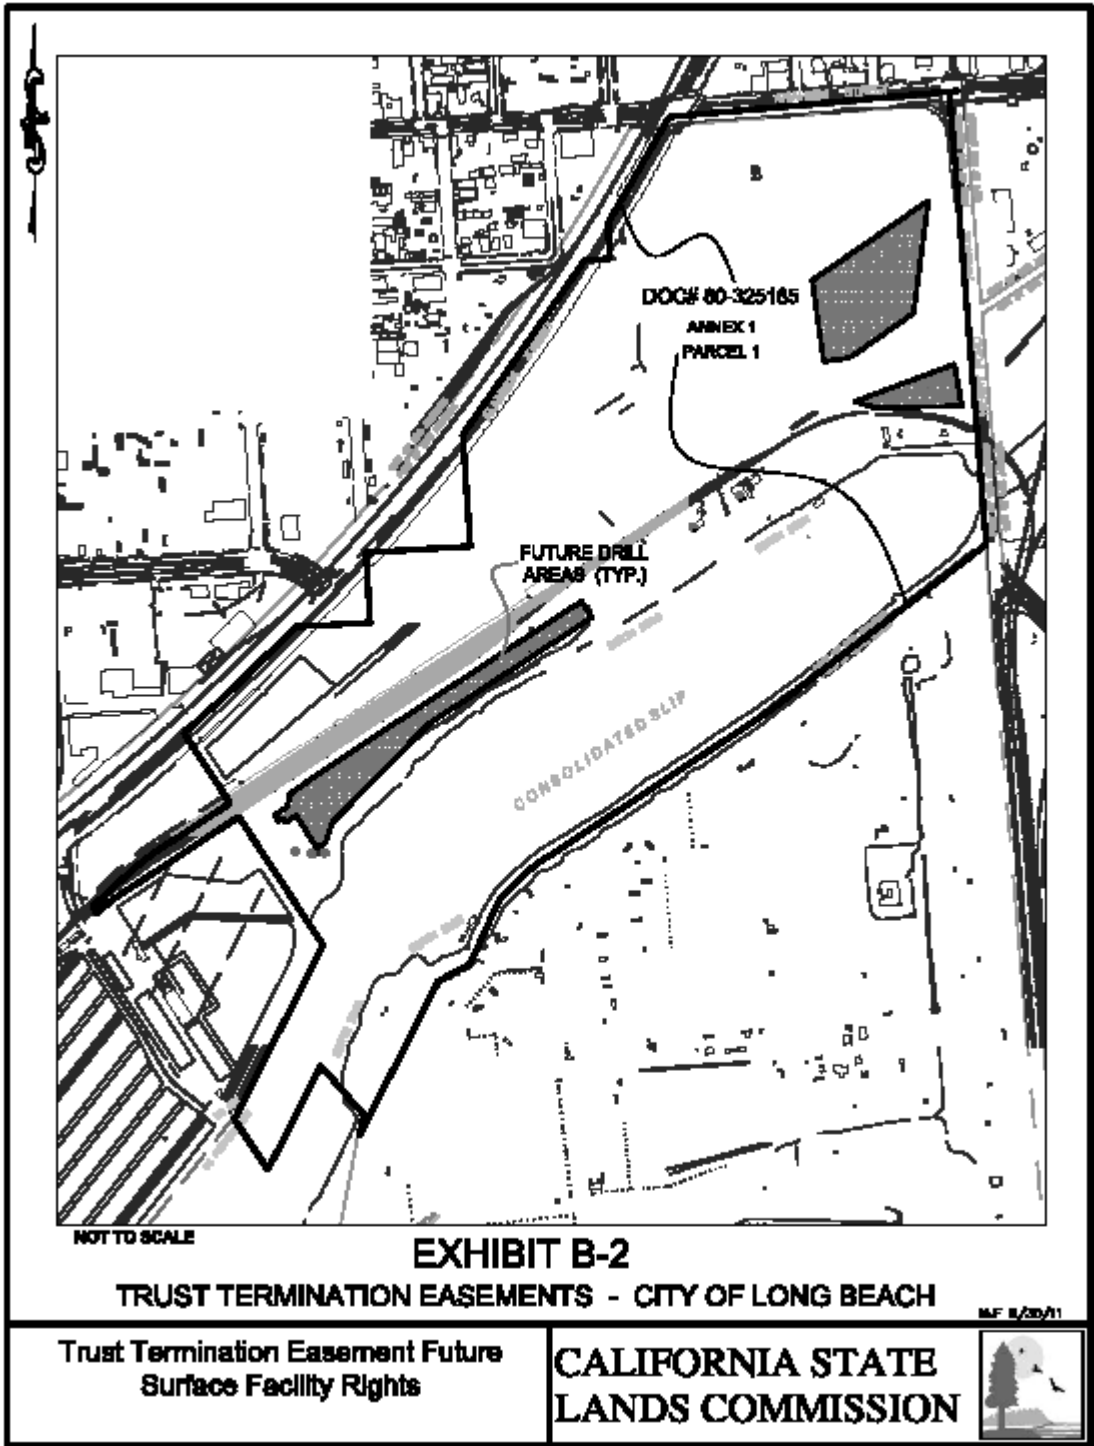 DOC# 80-325165
ANNEX 1
PARCEL 1
FUTURE DRILL
AREAS (TYP.)
CONSOLIDATED SLIP
NOT TO SCALE
EXHIBIT B-2
TRUST TERMINATION EASEMENTS - CITY OF LONG BEACH
Trust Termination Easement Future
Surface Facility Rights
CALIFORNIA STATE
LANDS COMMISSION